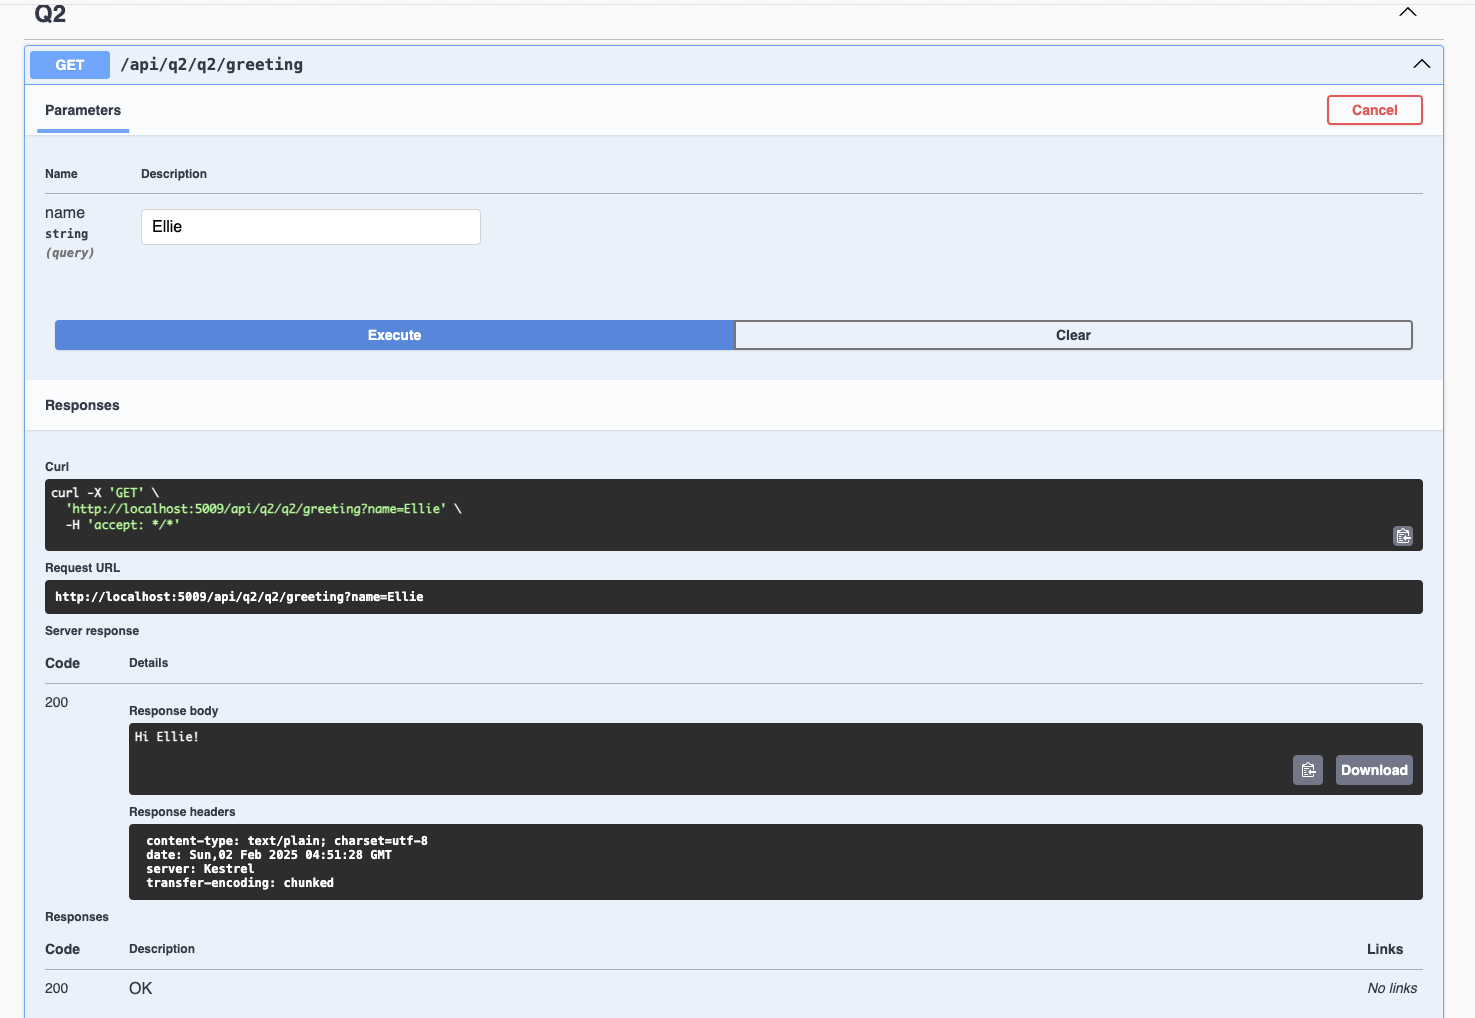 Q2
GET /api/q2/q2/greeting
Parameters
Cancel
Name Description
name
string
(query)
Ellie
Execute
Clear
Responses
Curl
curl -X 'GET' \
  'http://localhost:5009/api/q2/q2/greeting?name=Ellie' \
  -H 'accept: */*'
Request URL
http://localhost:5009/api/q2/q2/greeting?name=Ellie
Server response
Code Details
200
Response body
Hi Ellie!
Download
Response headers
content-type: text/plain; charset=utf-8
date: Sun,02 Feb 2025 04:51:28 GMT
server: Kestrel
transfer-encoding: chunked
Responses
Code Description Links
200 OK No links